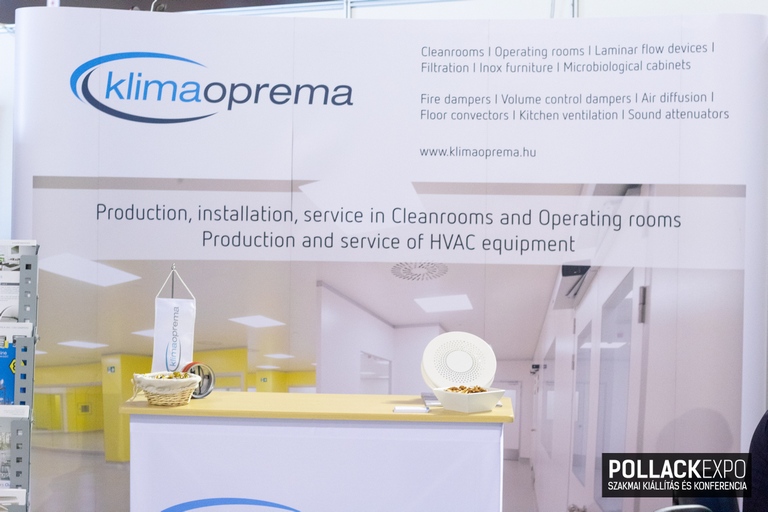 klimaoprema
Cleanrooms I Operating rooms I Laminar flow devices I
Filtration I Inox furniture I Microbiological cabinets
Fire dampers I Volume control dampers I Air diffusion I
Floor convectors I Kitchen ventilation I Sound attenuators
www.klimaoprema.hu
Production, installation, service in Cleanrooms and Operating rooms
Production and service of HVAC equipment
klimaoprema
POLLACKEXPO
SZAKMAI KIÁLLÍTÁS ÉS KONFERENCIA